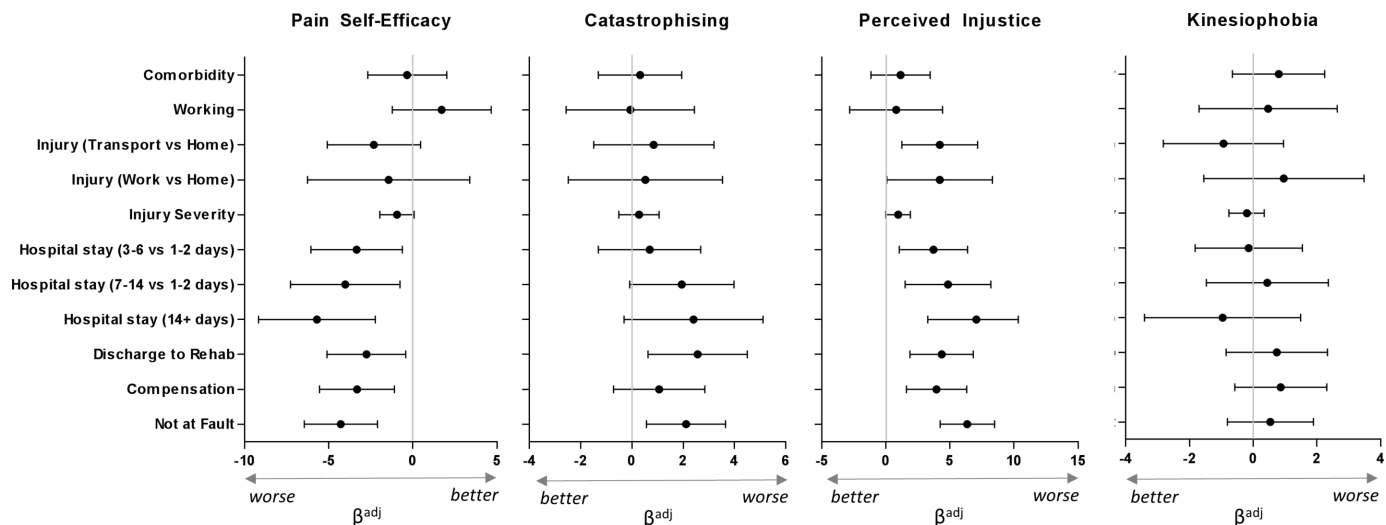 Pain Self-Efficacy
Catastrophising
Perceived Injustice
Kinesiophobia
Comorbidity
Working
Injury (Transport vs Home)
Injury (Work vs Home)
Injury Severity
Hospital stay (3-6 vs 1-2 days)
Hospital stay (7-14 vs 1-2 days)
Hospital stay (14+ days)
Discharge to Rehab
Compensation
Not at Fault
-10 -5 0 5
-4 -2 0 2 4 6
-5 0 5 10 15
-4 -2 0 2 4
worse better
better worse
better worse
better worse
βadj
βadj
βadj
βadj